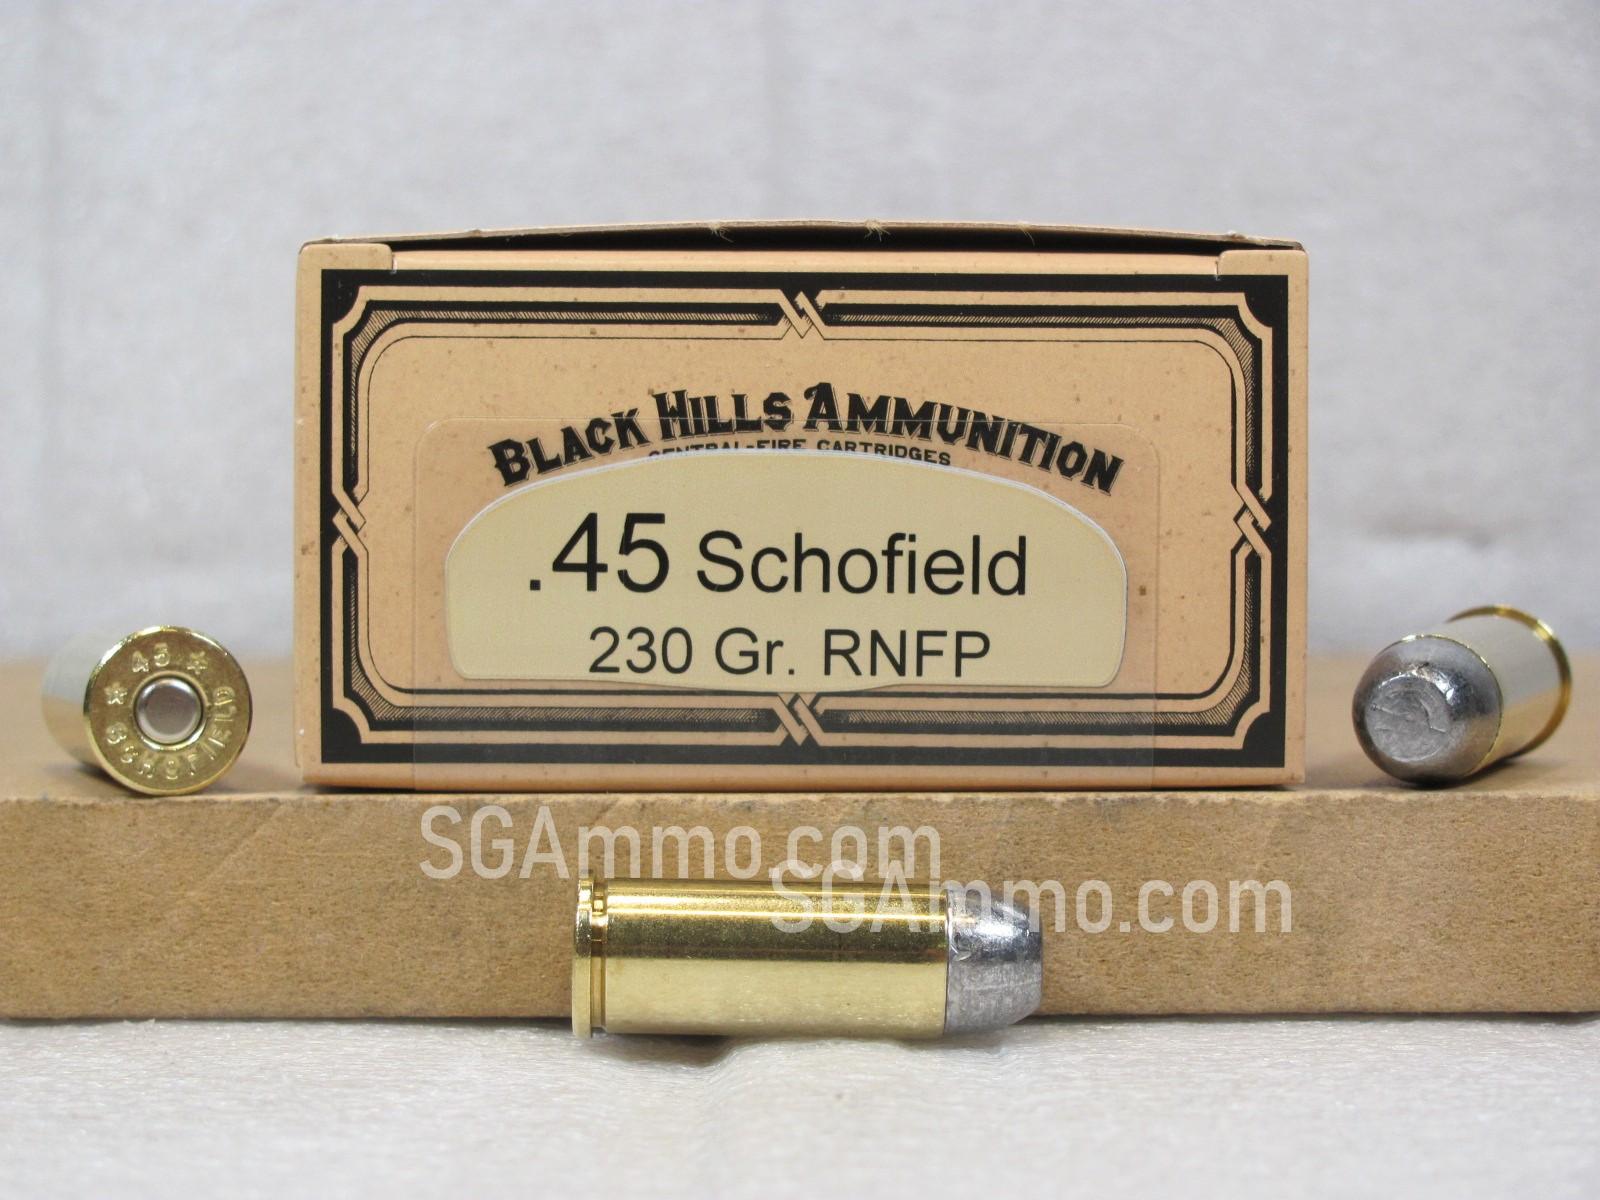 BLACK HILLS AMMUNITION
CENTRAL-FIRE CARTRIDGES
.45 Schofield
230 Gr. RNFP
* 45 *
SCHOFIELD
SGAmmo.com
SGAmmo.com